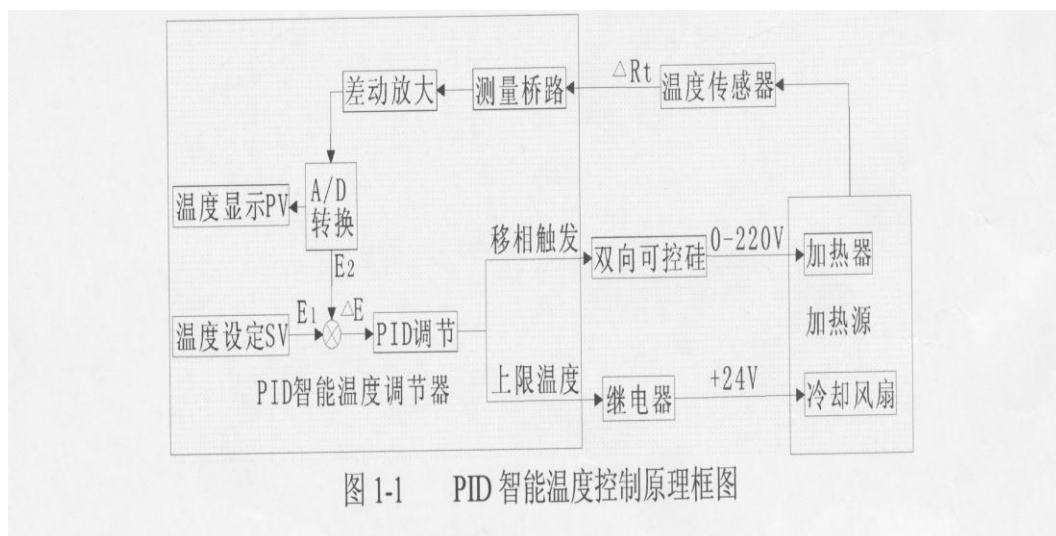 △Rt
差动放大
测量桥路
温度传感器
A/D
转换
温度显示PV
移相触发
双向可控硅
0-220V
加热器
E2
E1
△E
温度设定SV
PID调节
加热源
PID智能温度调节器
上限温度
继电器
+24V
冷却风扇
图 1-1 PID 智能温度控制原理框图